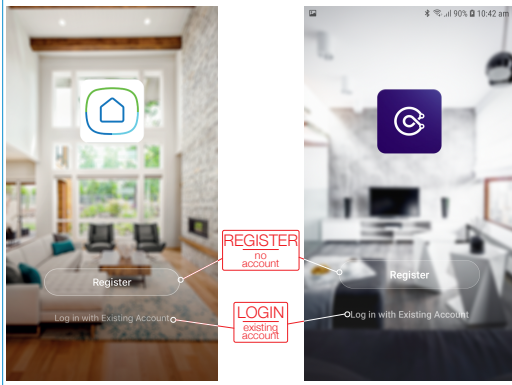 90% 10:42 am
REGISTER
no
account
Register
Register
LOGIN
existing
account
Log in with Existing Account
Log in with Existing Account